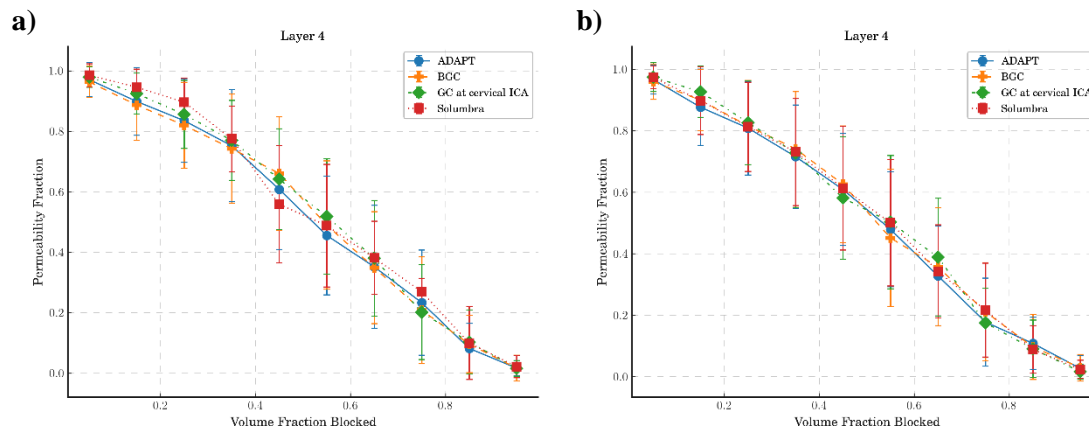 a)
Layer 4
Permeability Fraction
1.0
0.8
0.6
0.4
0.2
0.0
ADAPT
BGC
GC at cervical ICA
Solumbra
0.2 0.4 0.6 0.8
Volume Fraction Blocked
b)
Layer 4
Permeability Fraction
1.0
0.8
0.6
0.4
0.2
0.0
ADAPT
BGC
GC at cervical ICA
Solumbra
0.2 0.4 0.6 0.8
Volume Fraction Blocked